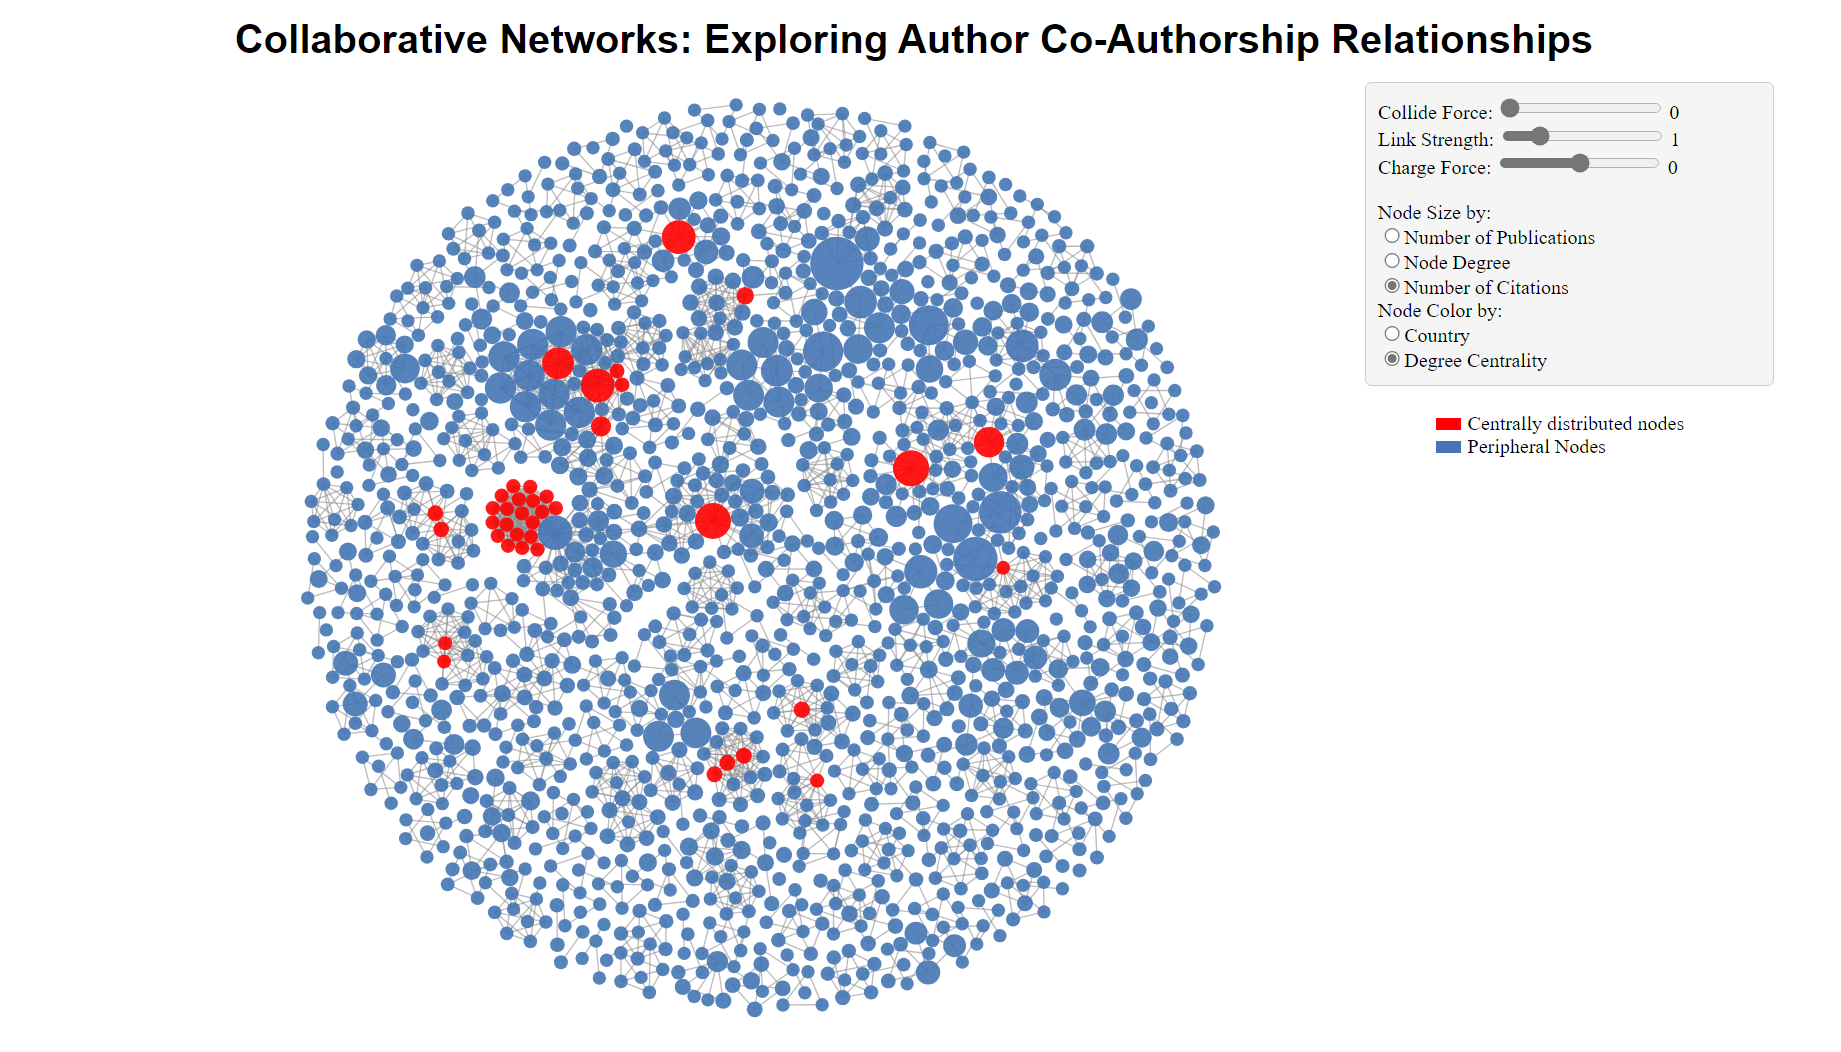 Collaborative Networks: Exploring Author Co-Authorship Relationships
Collide Force: 0
Link Strength: 1
Charge Force: 0
Node Size by:
Number of Publications
Node Degree
Number of Citations
Node Color by:
Country
Degree Centrality
Centrally distributed nodes
Peripheral Nodes